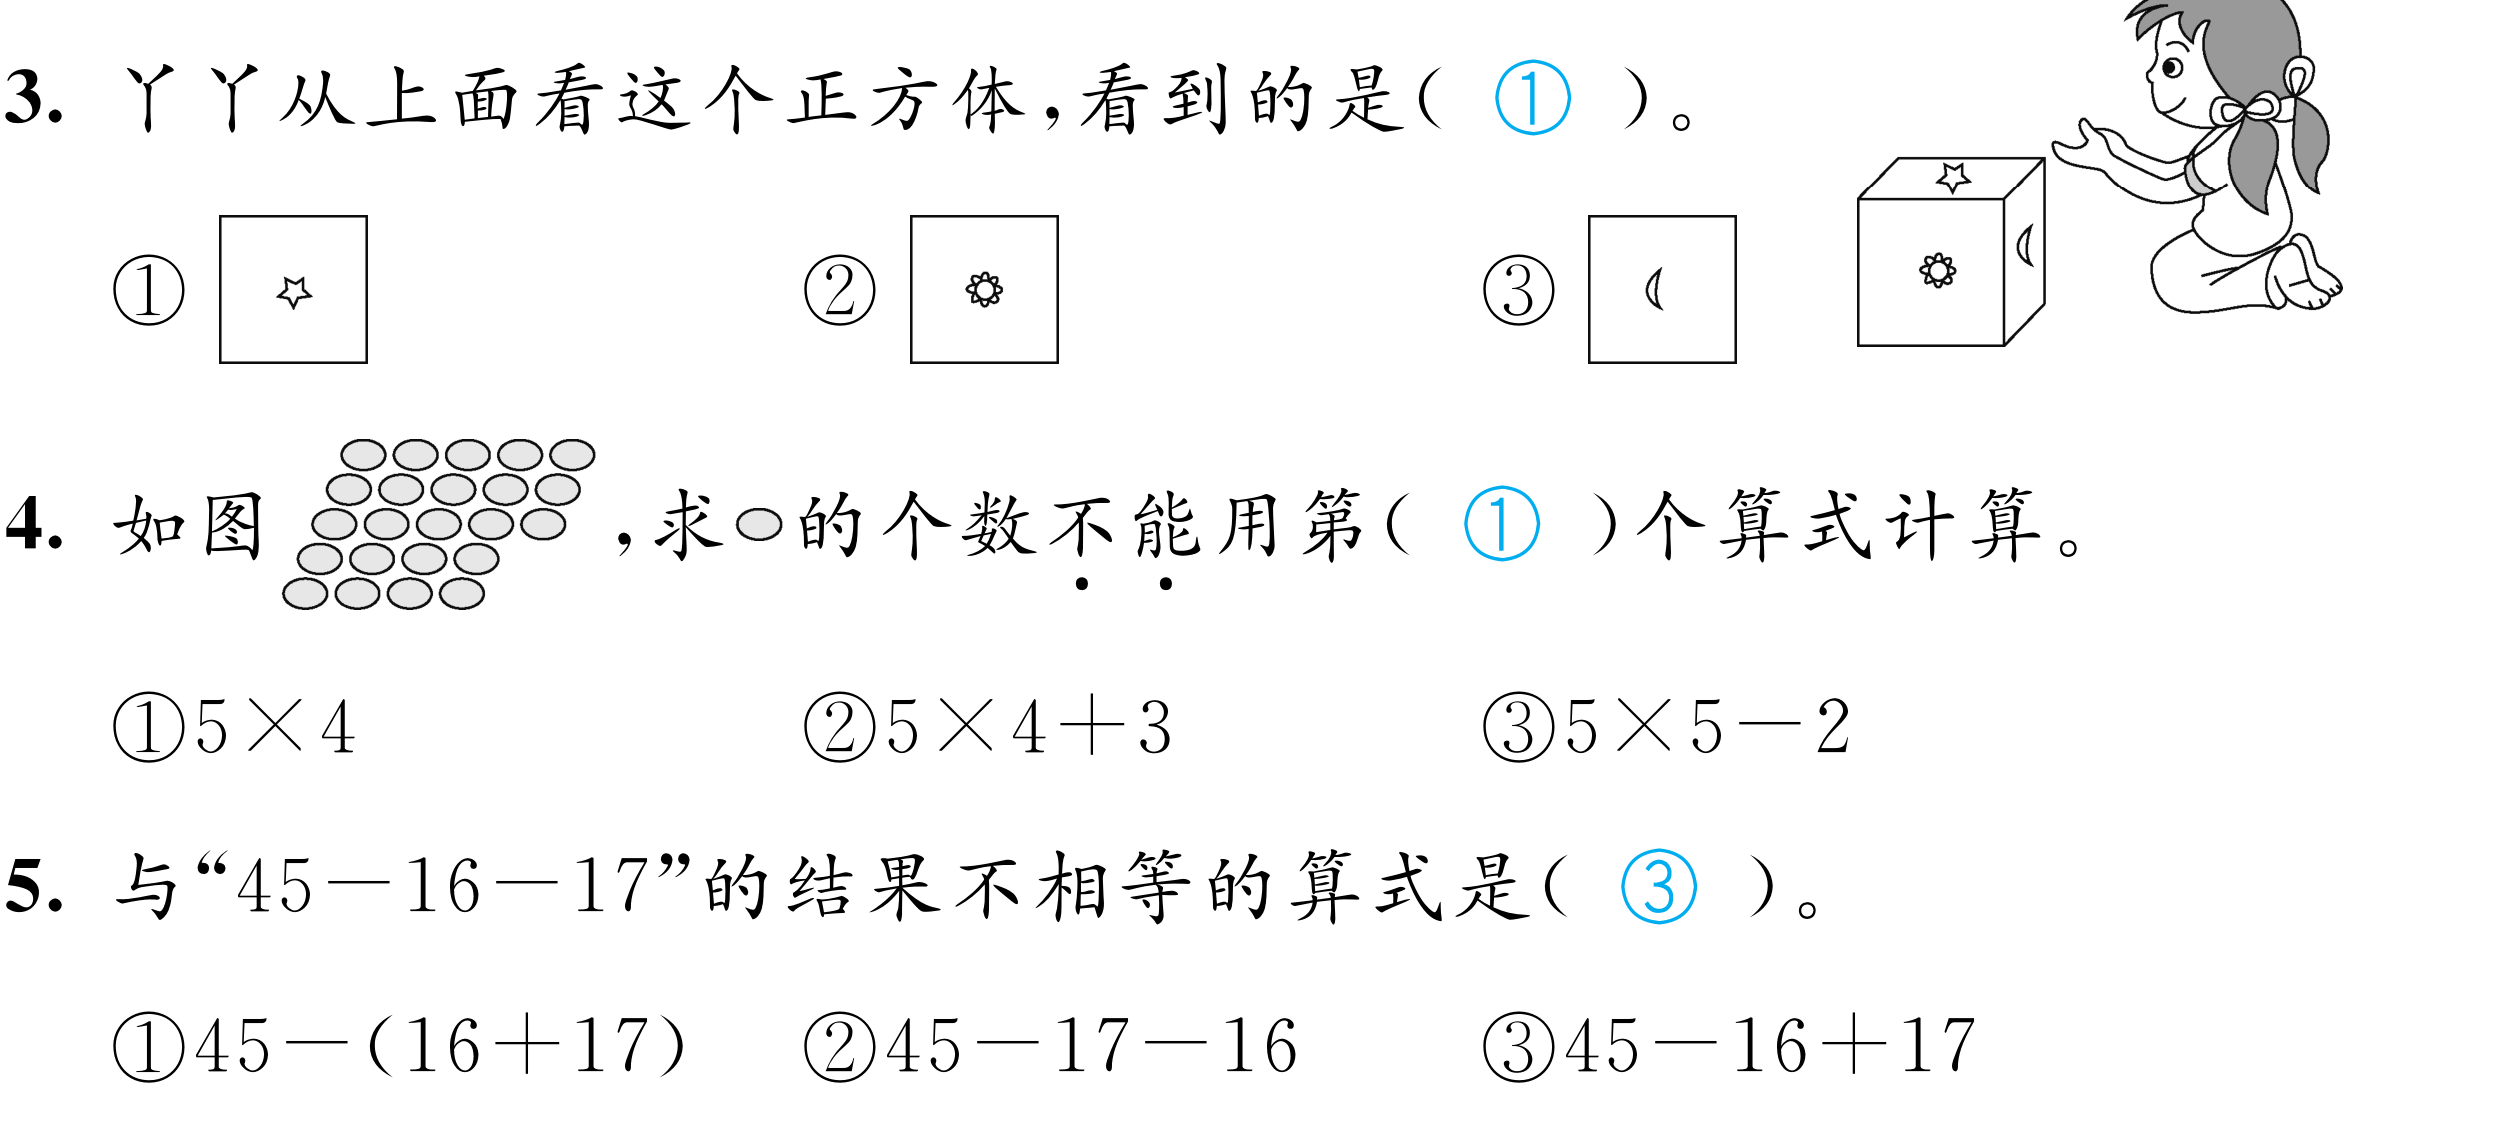 3. 丫丫从上面看这个正方体,看到的是( ① )。
① ② ③
4. 如图 ,求 的个数不能用第( ① )个算式计算。
①5×4 ②5×4+3 ③5×5-2
5. 与“45-16-17”的结果不相等的算式是( ③ )。
①45-(16+17) ②45-17-16 ③45-16+17